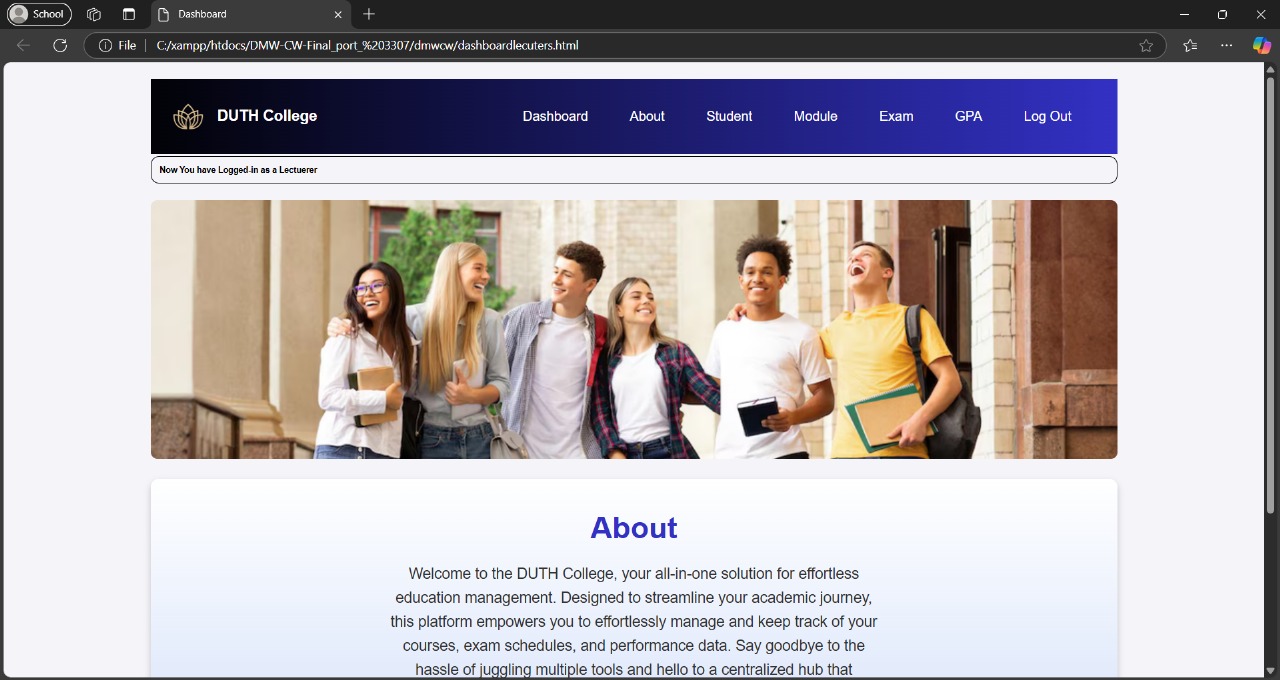 School
Dashboard
File
C:/xampp/htdocs/DMW-CW-Final_port_%203307/dmwcw/dashboardlecuters.html
DUTH College
Dashboard
About
Student
Module
Exam
GPA
Log Out
Now You have Logged-in as a Lectuerer
About
Welcome to the DUTH College, your all-in-one solution for effortless
education management. Designed to streamline your academic journey,
this platform empowers you to effortlessly manage and keep track of your
courses, exam schedules, and performance data. Say goodbye to the
hassle of juggling multiple tools and hello to a centralized hub that